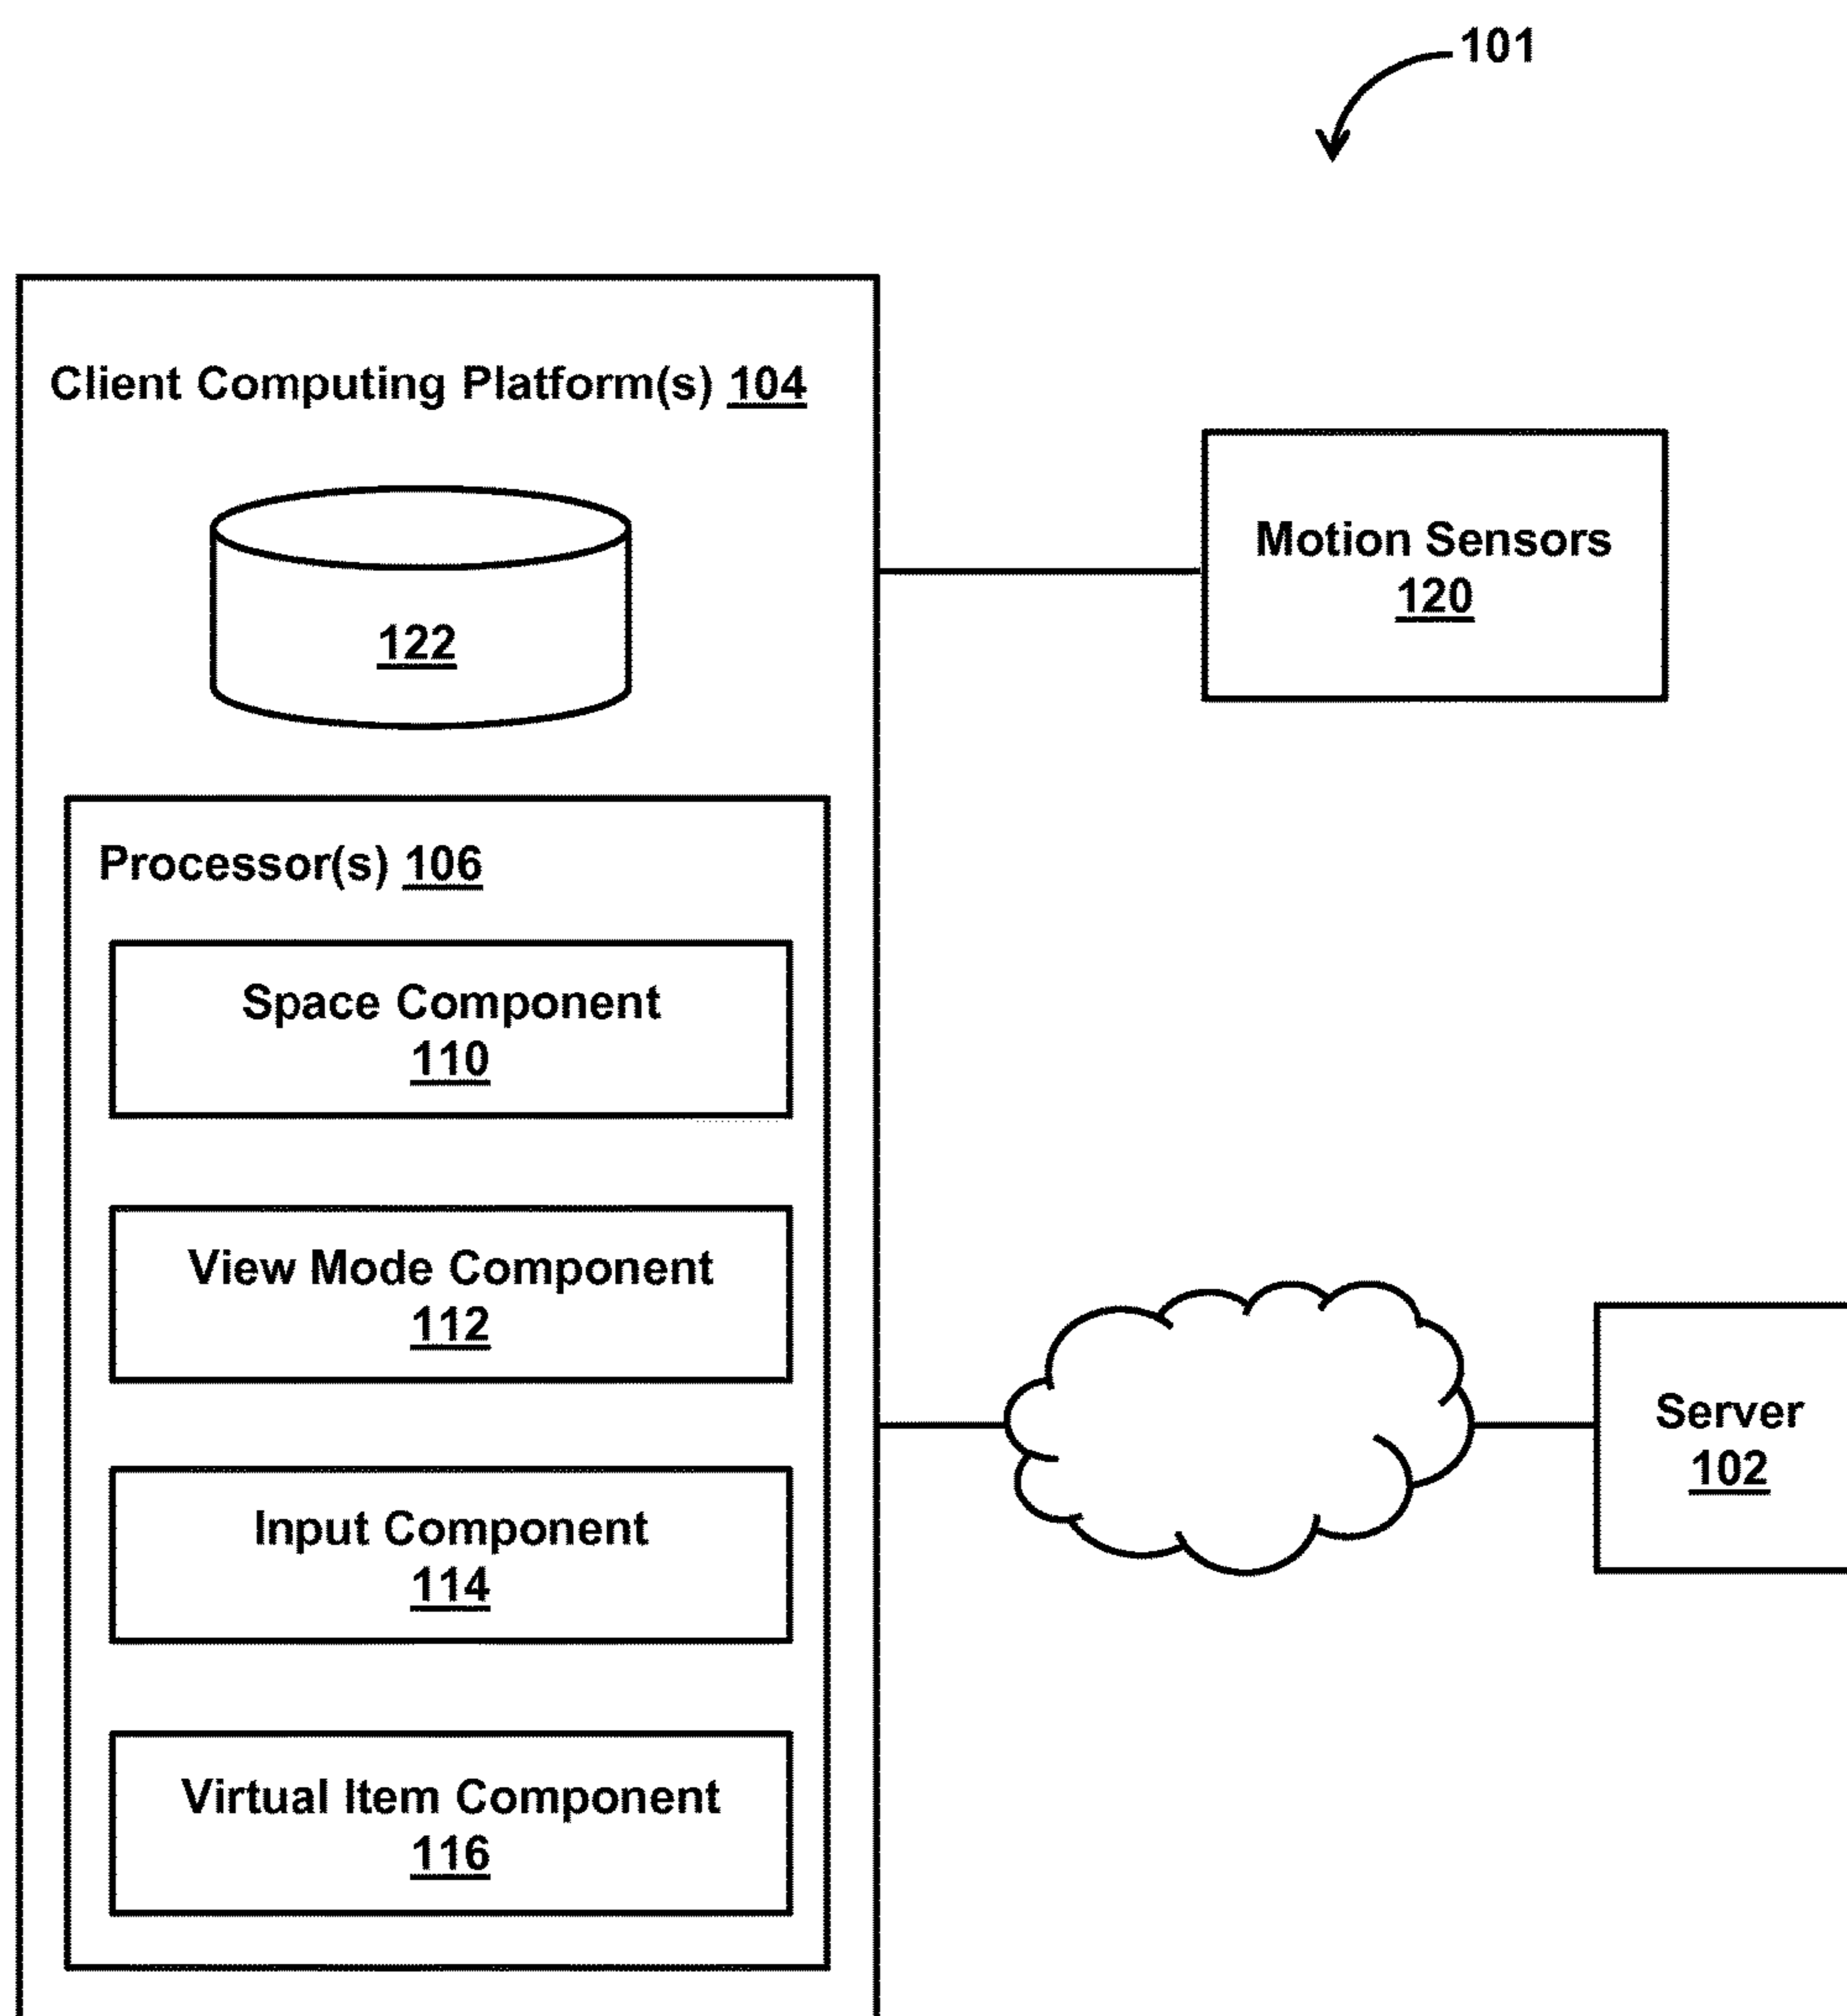 101
Client Computing Platform(s) 104
122
Motion Sensors
120
Processor(s) 106
Space Component
110
View Mode Component
112
Input Component
114
Virtual Item Component
116
Server
102